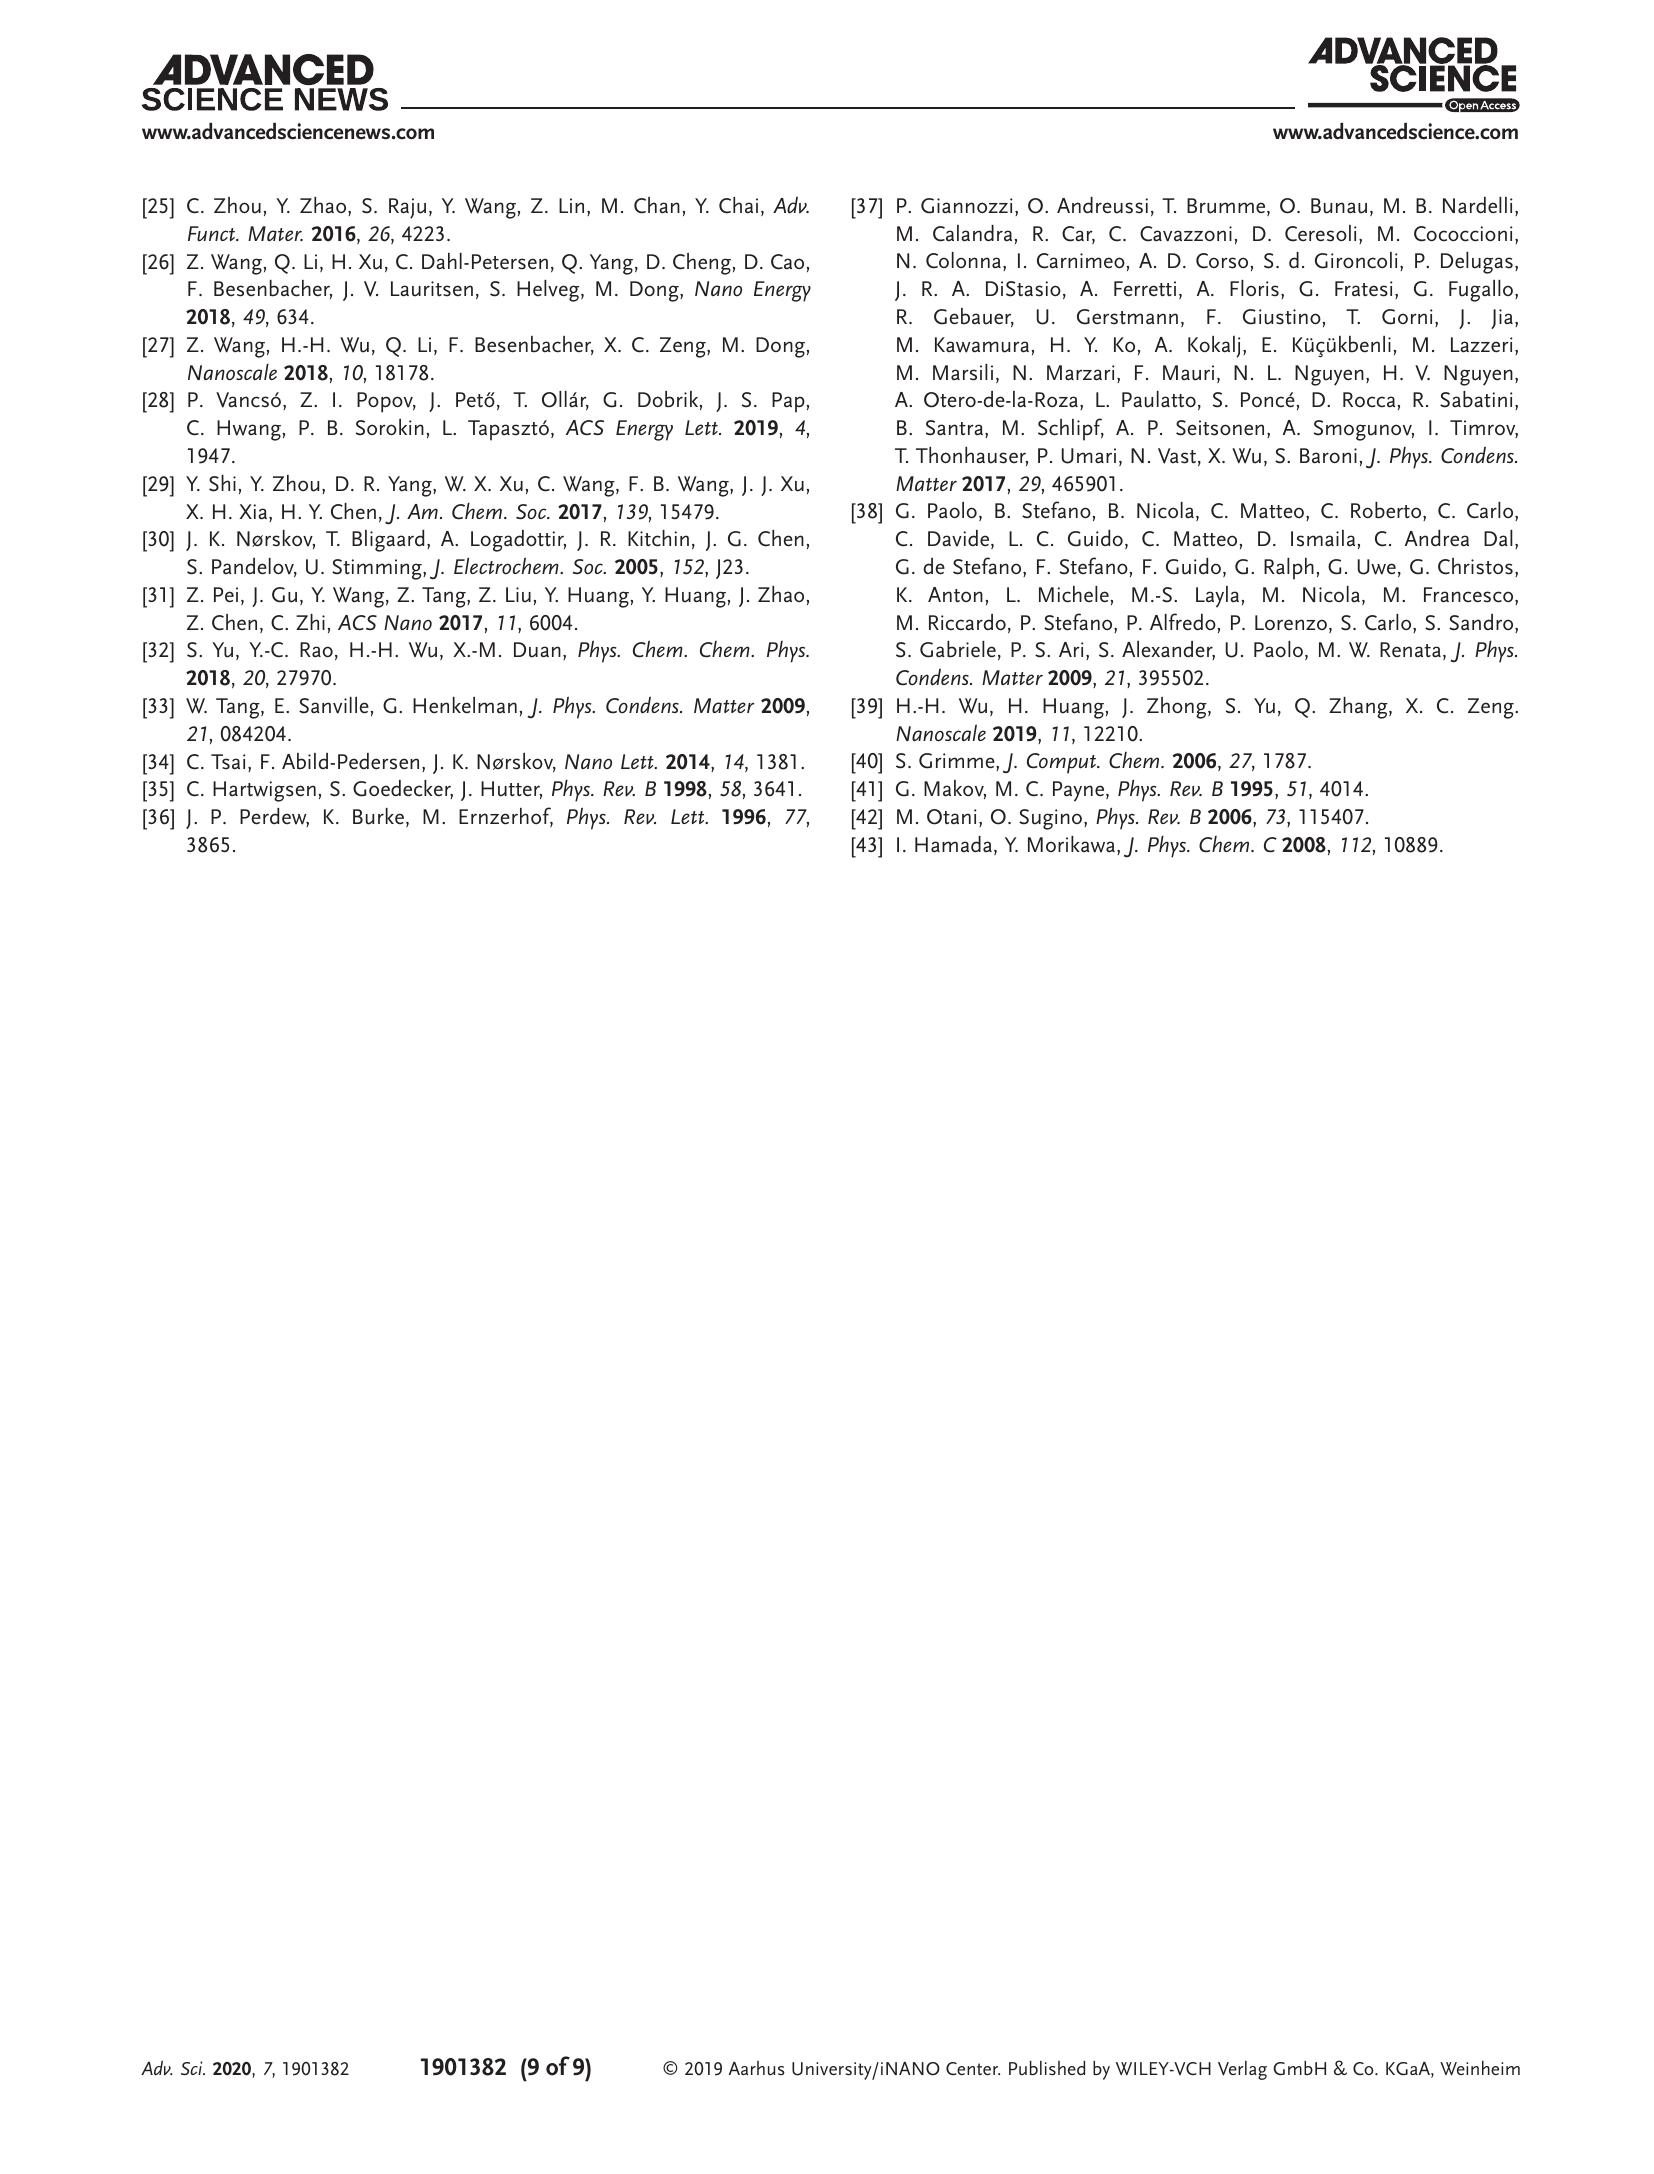 ADVANCED
SCIENCE NEWS
www.advancedsciencenews.com
ADVANCED
SCIENCE
Open Access
www.advancedscience.com
[25] C. Zhou, Y. Zhao, S. Raju, Y. Wang, Z. Lin, M. Chan, Y. Chai, Adv.
Funct. Mater. 2016, 26, 4223.
[26] Z. Wang, Q. Li, H. Xu, C. Dahl-Petersen, Q. Yang, D. Cheng, D. Cao,
F. Besenbacher, J. V. Lauritsen, S. Helveg, M. Dong, Nano Energy
2018, 49, 634.
[27] Z. Wang, H.-H. Wu, Q. Li, F. Besenbacher, X. C. Zeng, M. Dong,
Nanoscale 2018, 10, 18178.
[28] P. Vancsó, Z. I. Popov, J. Pető, T. Ollár, G. Dobrik, J. S. Pap,
C. Hwang, P. B. Sorokin, L. Tapasztó, ACS Energy Lett. 2019, 4,
1947.
[29] Y. Shi, Y. Zhou, D. R. Yang, W. X. Xu, C. Wang, F. B. Wang, J. J. Xu,
X. H. Xia, H. Y. Chen, J. Am. Chem. Soc. 2017, 139, 15479.
[30] J. K. Nørskov, T. Bligaard, A. Logadottir, J. R. Kitchin, J. G. Chen,
S. Pandelov, U. Stimming, J. Electrochem. Soc. 2005, 152, J23.
[31] Z. Pei, J. Gu, Y. Wang, Z. Tang, Z. Liu, Y. Huang, Y. Huang, J. Zhao,
Z. Chen, C. Zhi, ACS Nano 2017, 11, 6004.
[32] S. Yu, Y.-C. Rao, H.-H. Wu, X.-M. Duan, Phys. Chem. Chem. Phys.
2018, 20, 27970.
[33] W. Tang, E. Sanville, G. Henkelman, J. Phys. Condens. Matter 2009,
21, 084204.
[34] C. Tsai, F. Abild-Pedersen, J. K. Nørskov, Nano Lett. 2014, 14, 1381.
[35] C. Hartwigsen, S. Goedecker, J. Hutter, Phys. Rev. B 1998, 58, 3641.
[36] J. P. Perdew, K. Burke, M. Ernzerhof, Phys. Rev. Lett. 1996, 77,
3865.
[37] P. Giannozzi, O. Andreussi, T. Brumme, O. Bunau, M. B. Nardelli,
M. Calandra, R. Car, C. Cavazzoni, D. Ceresoli, M. Cococcioni,
N. Colonna, I. Carnimeo, A. D. Corso, S. d. Gironcoli, P. Delugas,
J. R. A. DiStasio, A. Ferretti, A. Floris, G. Fratesi, G. Fugallo,
R. Gebauer, U. Gerstmann, F. Giustino, T. Gorni, J. Jia,
M. Kawamura, H. Y. Ko, A. Kokalj, E. Küçükbenli, M. Lazzeri,
M. Marsili, N. Marzari, F. Mauri, N. L. Nguyen, H. V. Nguyen,
A. Otero-de-la-Roza, L. Paulatto, S. Poncé, D. Rocca, R. Sabatini,
B. Santra, M. Schlipf, A. P. Seitsonen, A. Smogunov, I. Timrov,
T. Thonhauser, P. Umari, N. Vast, X. Wu, S. Baroni, J. Phys. Condens.
Matter 2017, 29, 465901.
[38] G. Paolo, B. Stefano, B. Nicola, C. Matteo, C. Roberto, C. Carlo,
C. Davide, L. C. Guido, C. Matteo, D. Ismaila, C. Andrea Dal,
G. de Stefano, F. Stefano, F. Guido, G. Ralph, G. Uwe, G. Christos,
K. Anton, L. Michele, M.-S. Layla, M. Nicola, M. Francesco,
M. Riccardo, P. Stefano, P. Alfredo, P. Lorenzo, S. Carlo, S. Sandro,
S. Gabriele, P. S. Ari, S. Alexander, U. Paolo, M. W. Renata, J. Phys.
Condens. Matter 2009, 21, 395502.
[39] H.-H. Wu, H. Huang, J. Zhong, S. Yu, Q. Zhang, X. C. Zeng.
Nanoscale 2019, 11, 12210.
[40] S. Grimme, J. Comput. Chem. 2006, 27, 1787.
[41] G. Makov, M. C. Payne, Phys. Rev. B 1995, 51, 4014.
[42] M. Otani, O. Sugino, Phys. Rev. B 2006, 73, 115407.
[43] I. Hamada, Y. Morikawa, J. Phys. Chem. C 2008, 112, 10889.
Adv. Sci. 2020, 7, 1901382
1901382 (9 of 9)
© 2019 Aarhus University/iNANO Center. Published by WILEY-VCH Verlag GmbH & Co. KGaA, Weinheim